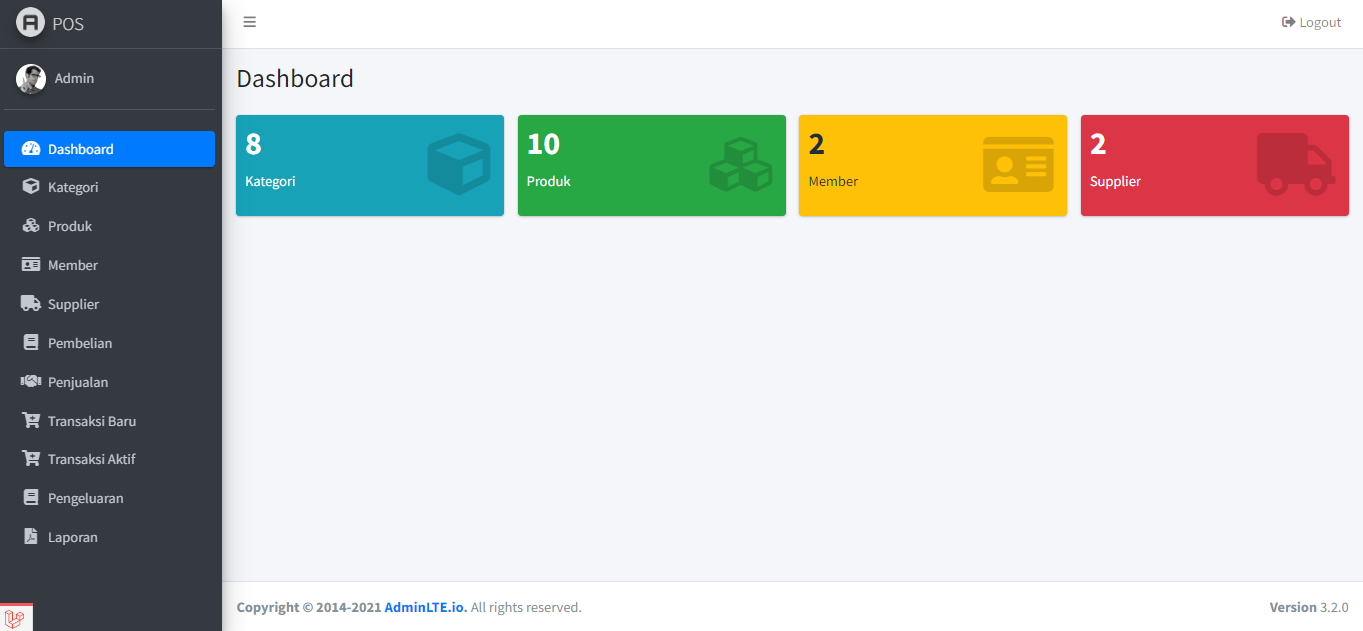 POS
Logout
Admin
Dashboard
Dashboard
Kategori
Produk
Member
Supplier
Pembelian
Penjualan
Transaksi Baru
Transaksi Aktif
Pengeluaran
Laporan
8
Kategori
10
Produk
2
Member
2
Supplier
Copyright © 2014-2021 AdminLTE.io. All rights reserved.
Version 3.2.0